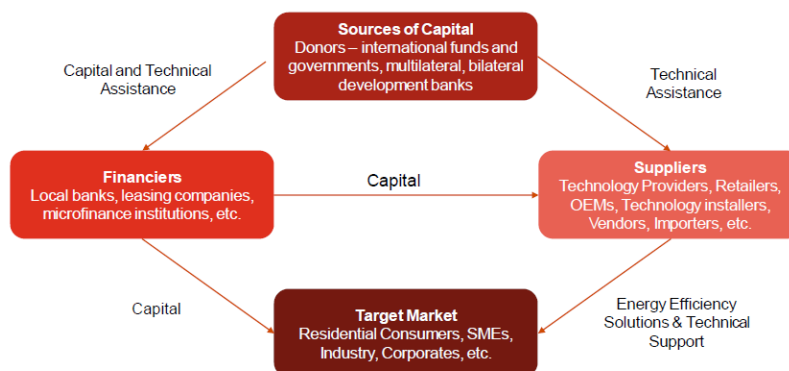 Sources of Capital
Donors – international funds and
governments, multilateral, bilateral
development banks
Capital and Technical
Assistance
Technical
Assistance
Financiers
Local banks, leasing companies,
microfinance institutions, etc.
Capital
Suppliers
Technology Providers, Retailers,
OEMs, Technology installers,
Vendors, Importers, etc.
Capital
Target Market
Residential Consumers, SMEs,
Industry, Corporates, etc.
Energy Efficiency
Solutions & Technical
Support